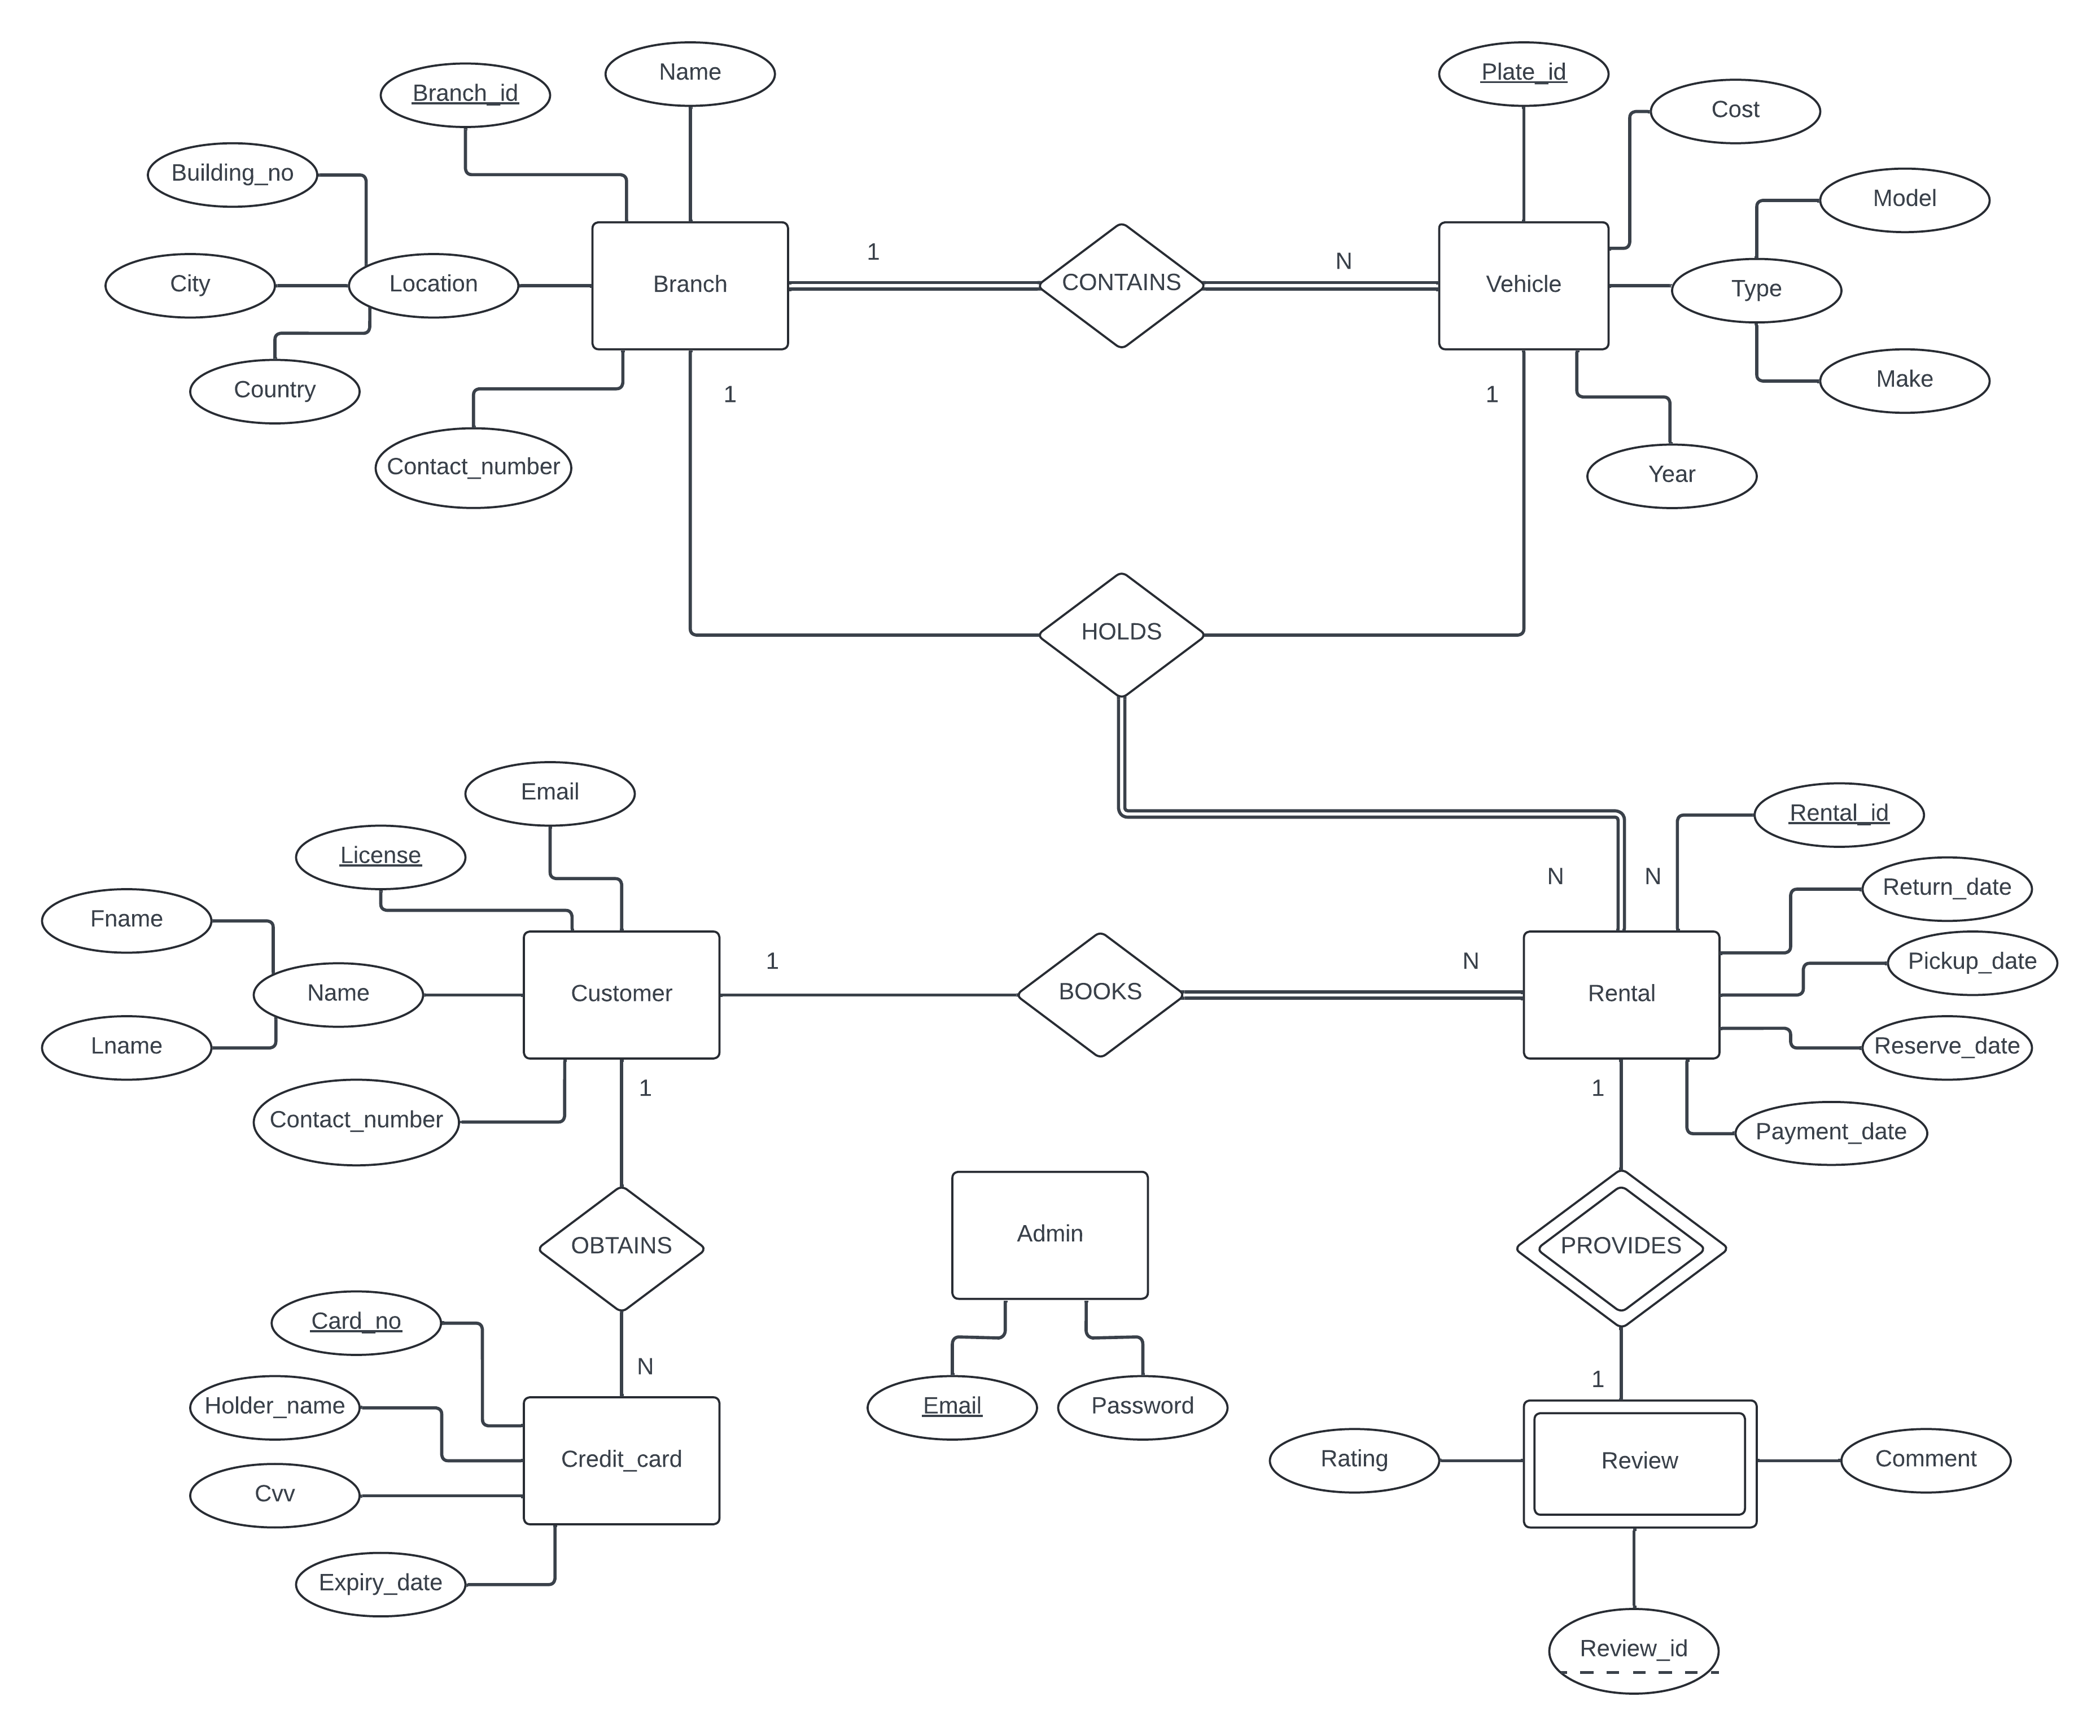 Name
Plate_id
Branch_id
Cost
Building_no
Model
1
N
City
Location
Branch
CONTAINS
Vehicle
Type
Country
1
1
Make
Contact_number
Year
HOLDS
Email
Rental_id
License
N
N
Return_date
Fname
1
N
Pickup_date
Name
Customer
BOOKS
Rental
Lname
Reserve_date
1
1
Contact_number
Payment_date
Admin
OBTAINS
PROVIDES
Card_no
N
1
Holder_name
Email
Password
Credit_card
Rating
Review
Comment
Cvv
Expiry_date
Review_id